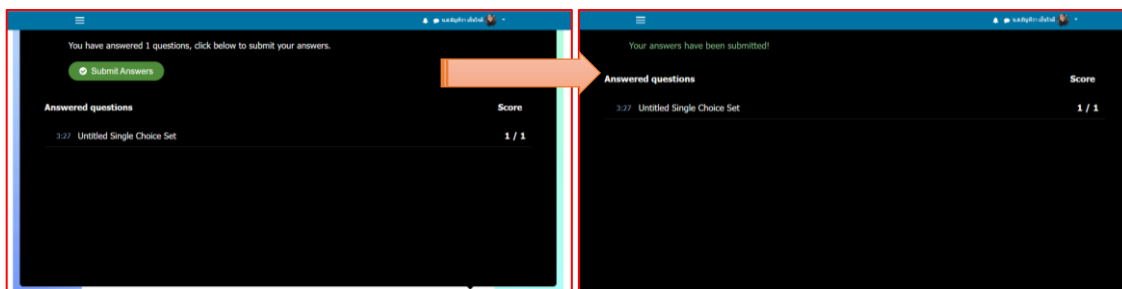 You have answered 1 questions, click below to submit your answers.
Submit Answers
Answered questions Score
3:27 Untitled Single Choice Set 1 / 1
Your answers have been submitted!
Answered questions Score
3:27 Untitled Single Choice Set 1 / 1